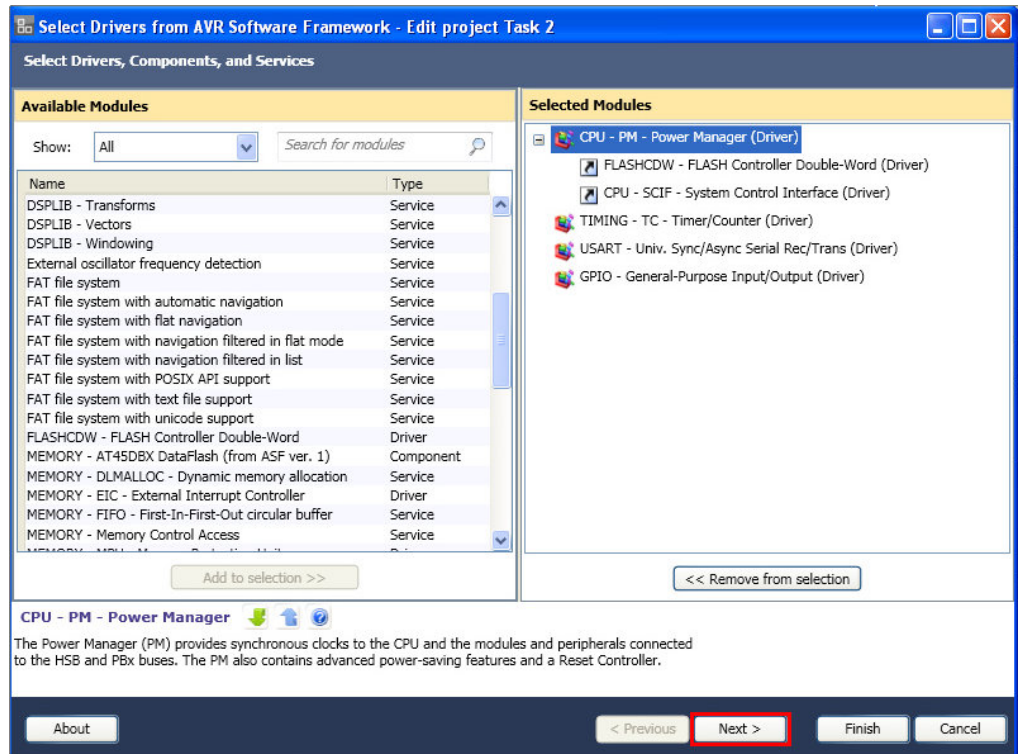 Select Drivers from AVR Software Framework - Edit project Task 2
Select Drivers, Components, and Services
Available Modules
Show: All Search for modules
Name Type
DSPLIB - Transforms Service
DSPLIB - Vectors Service
DSPLIB - Windowing Service
External oscillator frequency detection Service
FAT file system Service
FAT file system with automatic navigation Service
FAT file system with flat navigation Service
FAT file system with navigation filtered in flat mode Service
FAT file system with navigation filtered in list Service
FAT file system with POSIX API support Service
FAT file system with text file support Service
FAT file system with unicode support Service
FLASHCDW - FLASH Controller Double-Word Driver
MEMORY - AT45DBX DataFlash (from ASF ver. 1) Component
MEMORY - DLMALLOC - Dynamic memory allocation Service
MEMORY - EIC - External Interrupt Controller Driver
MEMORY - FIFO - First-In-First-Out circular buffer Service
MEMORY - Memory Control Access Service
Add to selection >>
Selected Modules
CPU - PM - Power Manager (Driver)
FLASHCDW - FLASH Controller Double-Word (Driver)
CPU - SCIF - System Control Interface (Driver)
TIMING - TC - Timer/Counter (Driver)
USART - Univ. Sync/Async Serial Rec/Trans (Driver)
GPIO - General-Purpose Input/Output (Driver)
<< Remove from selection
CPU - PM - Power Manager
The Power Manager (PM) provides synchronous clocks to the CPU and the modules and peripherals connected
to the HSB and PBx buses. The PM also contains advanced power-saving features and a Reset Controller.
About < Previous Next > Finish Cancel